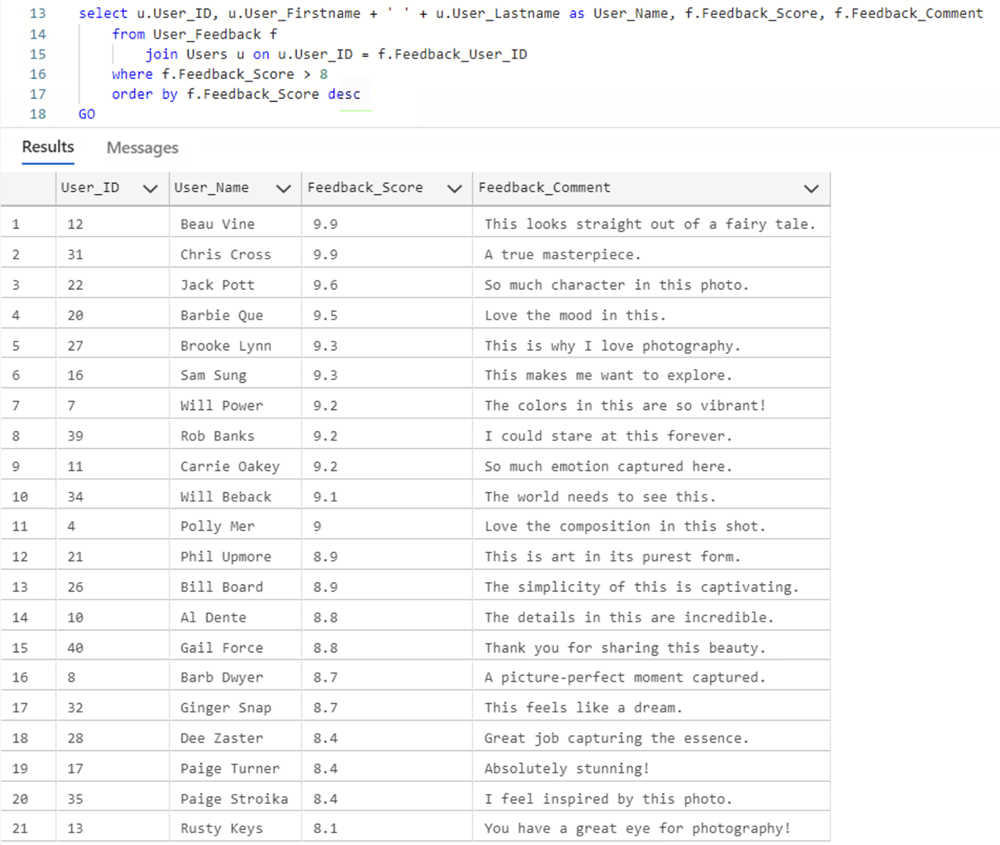 13 select u.User_ID, u.User_Firstname + ' ' + u.User_Lastname as User_Name, f.Feedback_Score, f.Feedback_Comment
14 from User_Feedback f
15 join Users u on u.User_ID = f.Feedback_User_ID
16 where f.Feedback_Score > 8
17 order by f.Feedback_Score desc
18 GO
Results Messages
User_ID User_Name Feedback_Score Feedback_Comment
1 12 Beau Vine 9.9 This looks straight out of a fairy tale.
2 31 Chris Cross 9.9 A true masterpiece.
3 22 Jack Pott 9.6 So much character in this photo.
4 20 Barbie Que 9.5 Love the mood in this.
5 27 Brooke Lynn 9.3 This is why I love photography.
6 16 Sam Sung 9.3 This makes me want to explore.
7 7 Will Power 9.2 The colors in this are so vibrant!
8 39 Rob Banks 9.2 I could stare at this forever.
9 11 Carrie Oakey 9.2 So much emotion captured here.
10 34 Will Beback 9.1 The world needs to see this.
11 4 Polly Mer 9 Love the composition in this shot.
12 21 Phil Upmore 8.9 This is art in its purest form.
13 26 Bill Board 8.9 The simplicity of this is captivating.
14 10 Al Dente 8.8 The details in this are incredible.
15 40 Gail Force 8.8 Thank you for sharing this beauty.
16 8 Barb Dwyer 8.7 A picture-perfect moment captured.
17 32 Ginger Snap 8.7 This feels like a dream.
18 28 Dee Zaster 8.4 Great job capturing the essence.
19 17 Paige Turner 8.4 Absolutely stunning!
20 35 Paige Stroika 8.4 I feel inspired by this photo.
21 13 Rusty Keys 8.1 You have a great eye for photography!